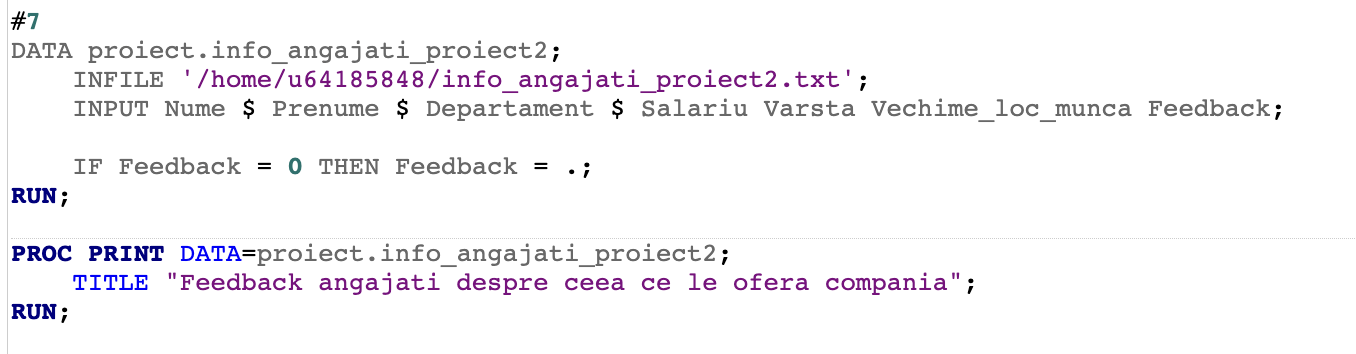 #7
DATA proiect.info_angajati_proiect2;
INFILE '/home/u64185848/info_angajati_proiect2.txt';
INPUT Nume $ Prenume $ Departament $ Salariu Varsta Vechime_loc_munca Feedback;
IF Feedback = 0 THEN Feedback = .;
RUN;
PROC PRINT DATA=proiect.info_angajati_proiect2;
TITLE "Feedback angajati despre ceea ce le ofera compania";
RUN;